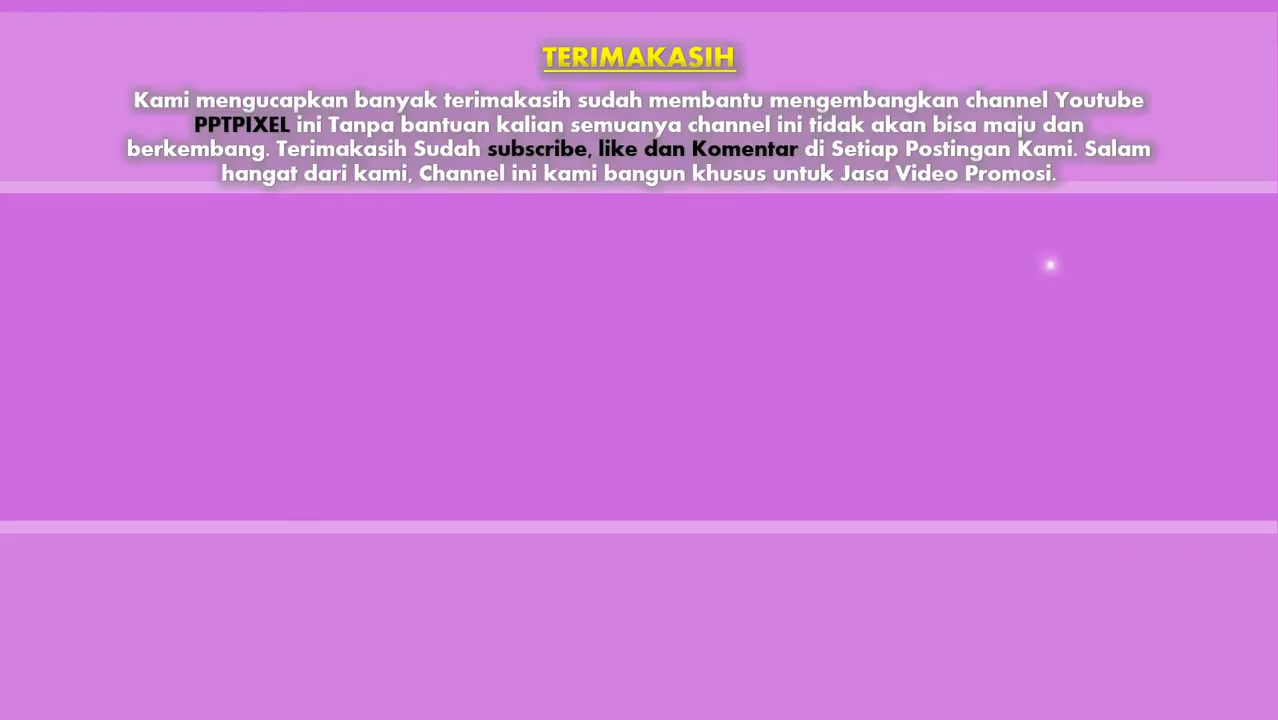 TERIMAKASIH
Kami mengucapkan banyak terimakasih sudah membantu mengembangkan channel Youtube
PPTPIXEL ini Tanpa bantuan kalian semuanya channel ini tidak akan bisa maju dan
berkembang. Terimakasih Sudah subscribe, like dan Komentar di Setiap Postingan Kami. Salam
hangat dari kami, Channel ini kami bangun khusus untuk Jasa Video Promosi.